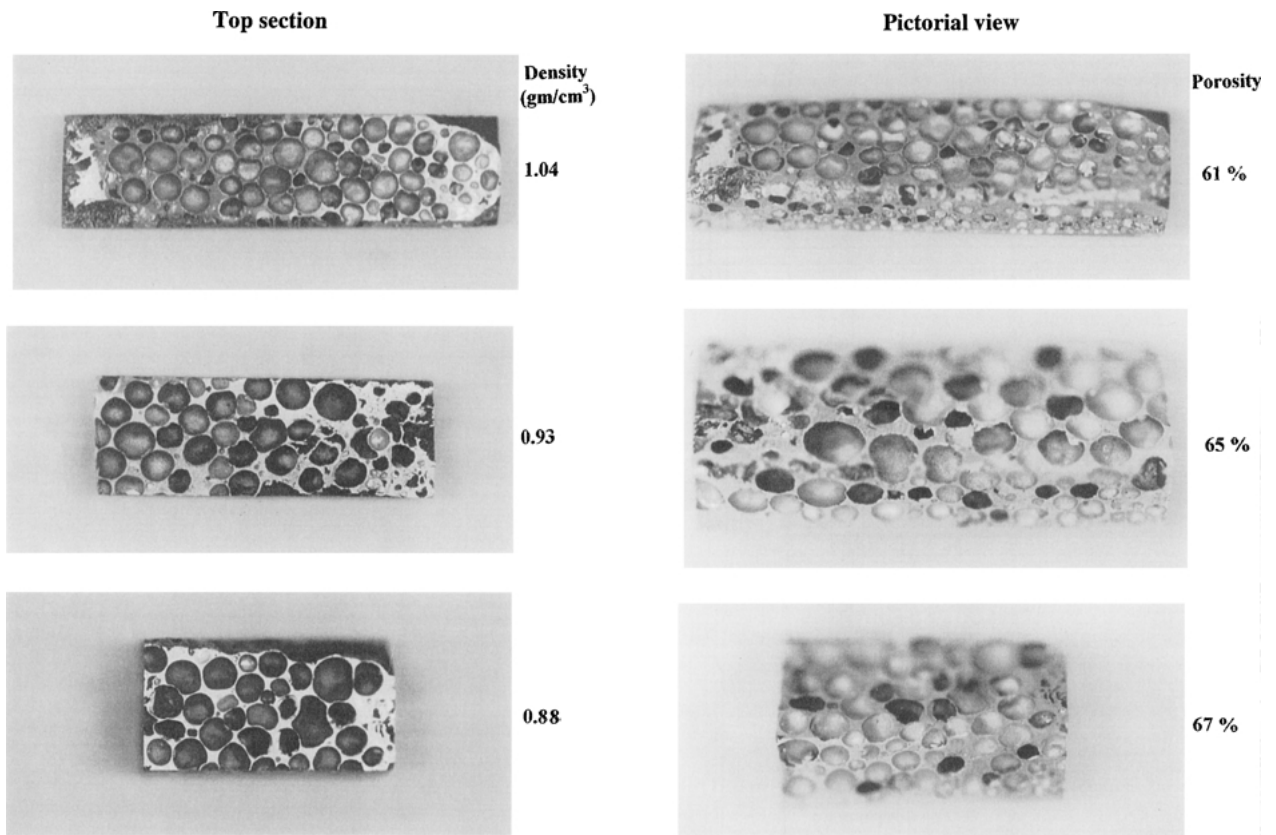 Top section
Pictorial view
Density
(gm/cm³)
Porosity
1.04
61 %
0.93
65 %
0.88
67 %